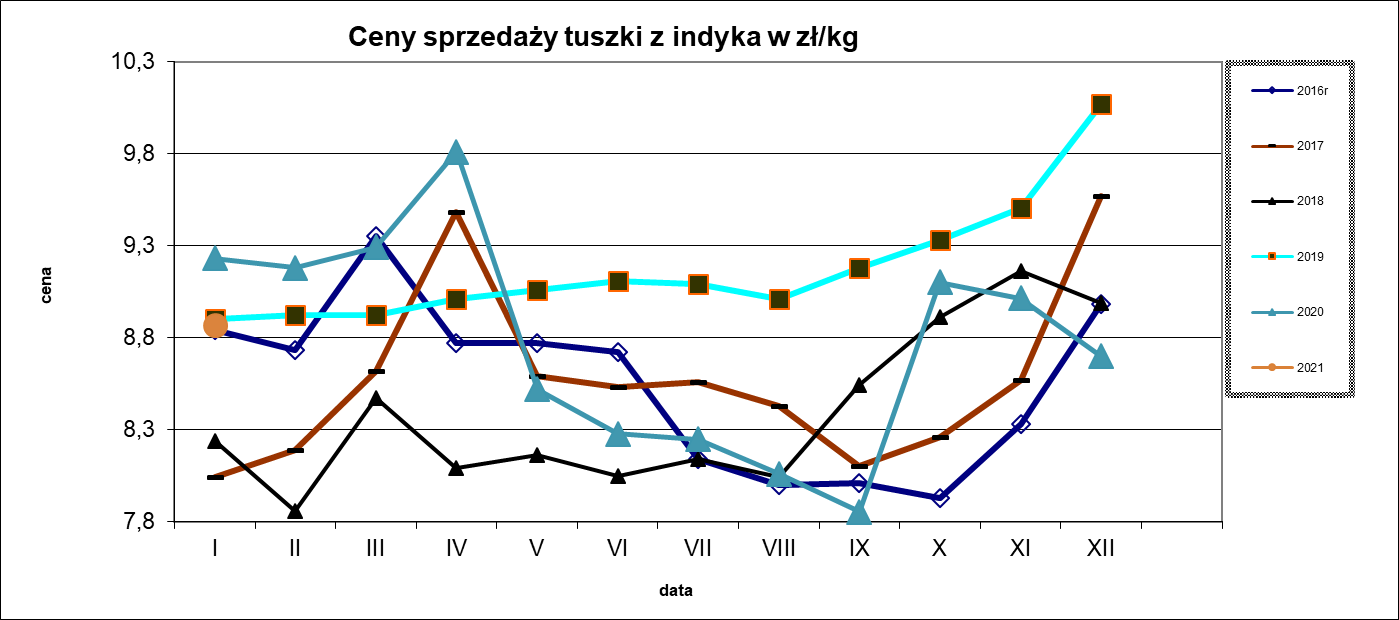 Ceny sprzedaży tuszki z indyka w zł/kg
10,3
9,8
9,3
8,8
8,3
7,8
cena
I II III IV V VI VII VIII IX X XI XII
data
2016r
2017
2018
2019
2020
2021